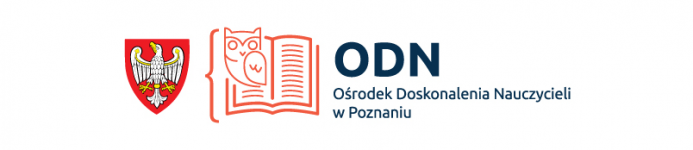 ODN
Ośrodek Doskonalenia Nauczycieli
w Poznaniu